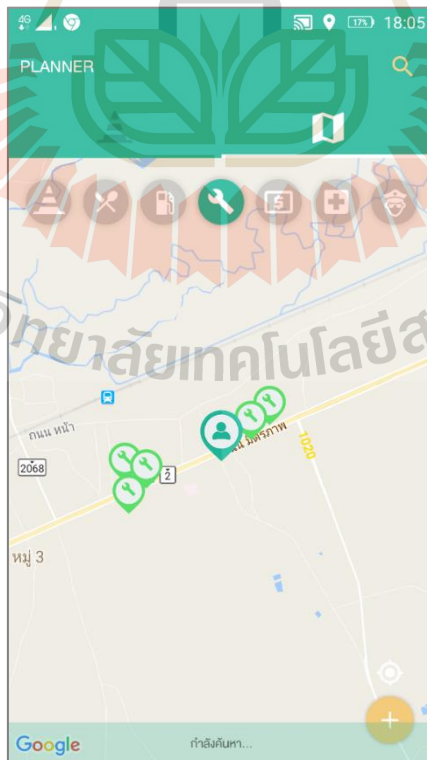 4G 17% 18:05
PLANNER
วิทยาลัยเทคโนโลยีส
ถนน หน้า
ถนน มิตรภาพ
1020
2068
2
หมู่ 3
Google
กำลังค้นหา...